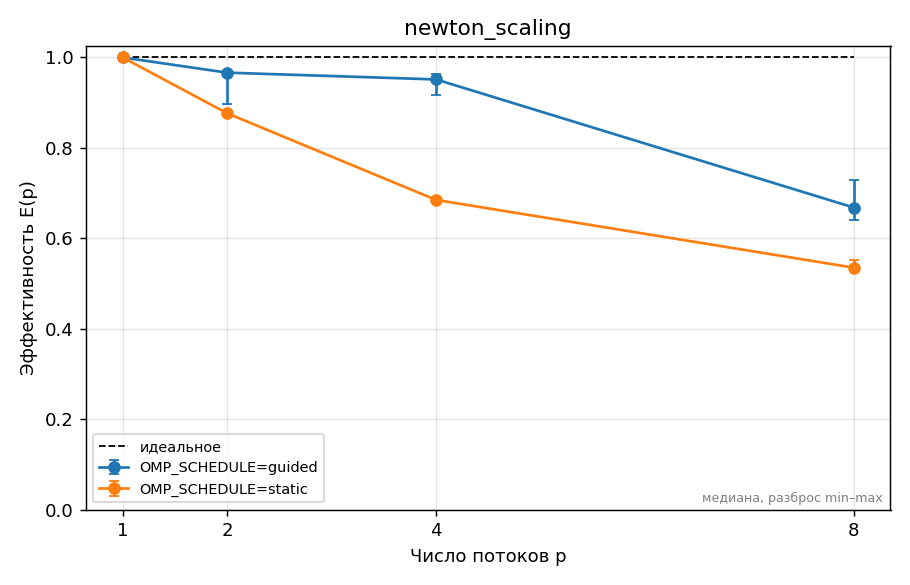 newton_scaling
Эффективность E(p)
1.0
0.8
0.6
0.4
0.2
0.0
идеальное
OMP_SCHEDULE=guided
OMP_SCHEDULE=static
медиана, разброс min–max
1 2 4 8
Число потоков p